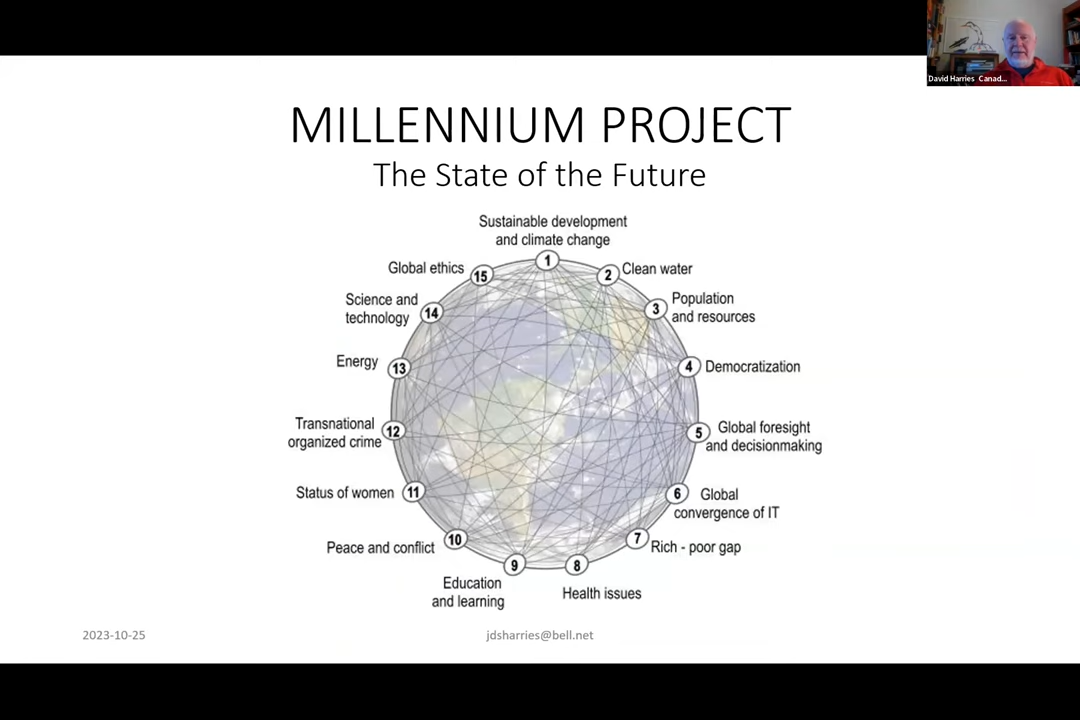 David Harries Canad...
MILLENNIUM PROJECT
The State of the Future
Sustainable development
and climate change
1
2
Clean water
3
Population
and resources
4
Democratization
5
Global foresight
and decisionmaking
6
Global
convergence of IT
7
Rich - poor gap
8
Health issues
9
Education
and learning
10
Peace and conflict
11
Status of women
12
Transnational
organized crime
13
Energy
14
Science and
technology
15
Global ethics
2023-10-25
jdsharries@bell.net